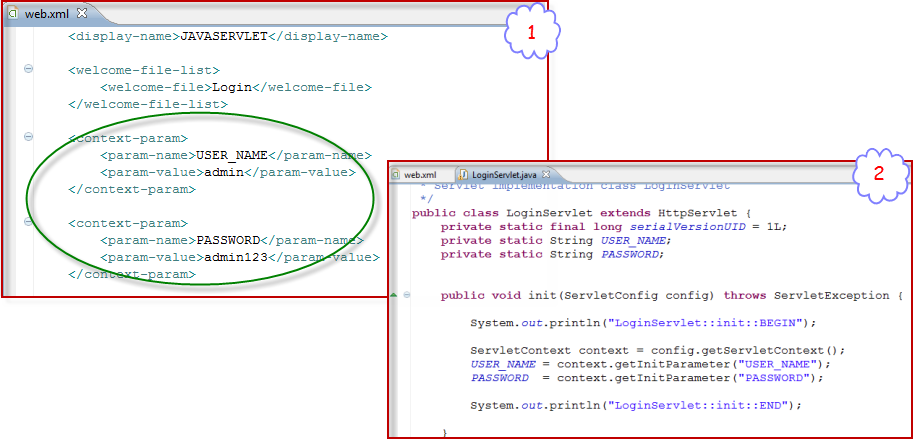 web.xml
1
<display-name>JAVASERVLET</display-name>
<welcome-file-list>
<welcome-file>Login</welcome-file>
</welcome-file-list>
<context-param>
<param-name>USER_NAME</param-name>
<param-value>admin</param-value>
</context-param>
<context-param>
<param-name>PASSWORD</param-name>
<param-value>admin123</param-value>
</context-param>
web.xml LoginServlet.java
2
* Servlet implementation class LoginServlet
*/
public class LoginServlet extends HttpServlet {
private static final long serialVersionUID = 1L;
private static String USER_NAME;
private static String PASSWORD;
public void init(ServletConfig config) throws ServletException {
System.out.println("LoginServlet::init::BEGIN");
ServletContext context = config.getServletContext();
USER_NAME = context.getInitParameter("USER_NAME");
PASSWORD = context.getInitParameter("PASSWORD");
System.out.println("LoginServlet::init::END");
}